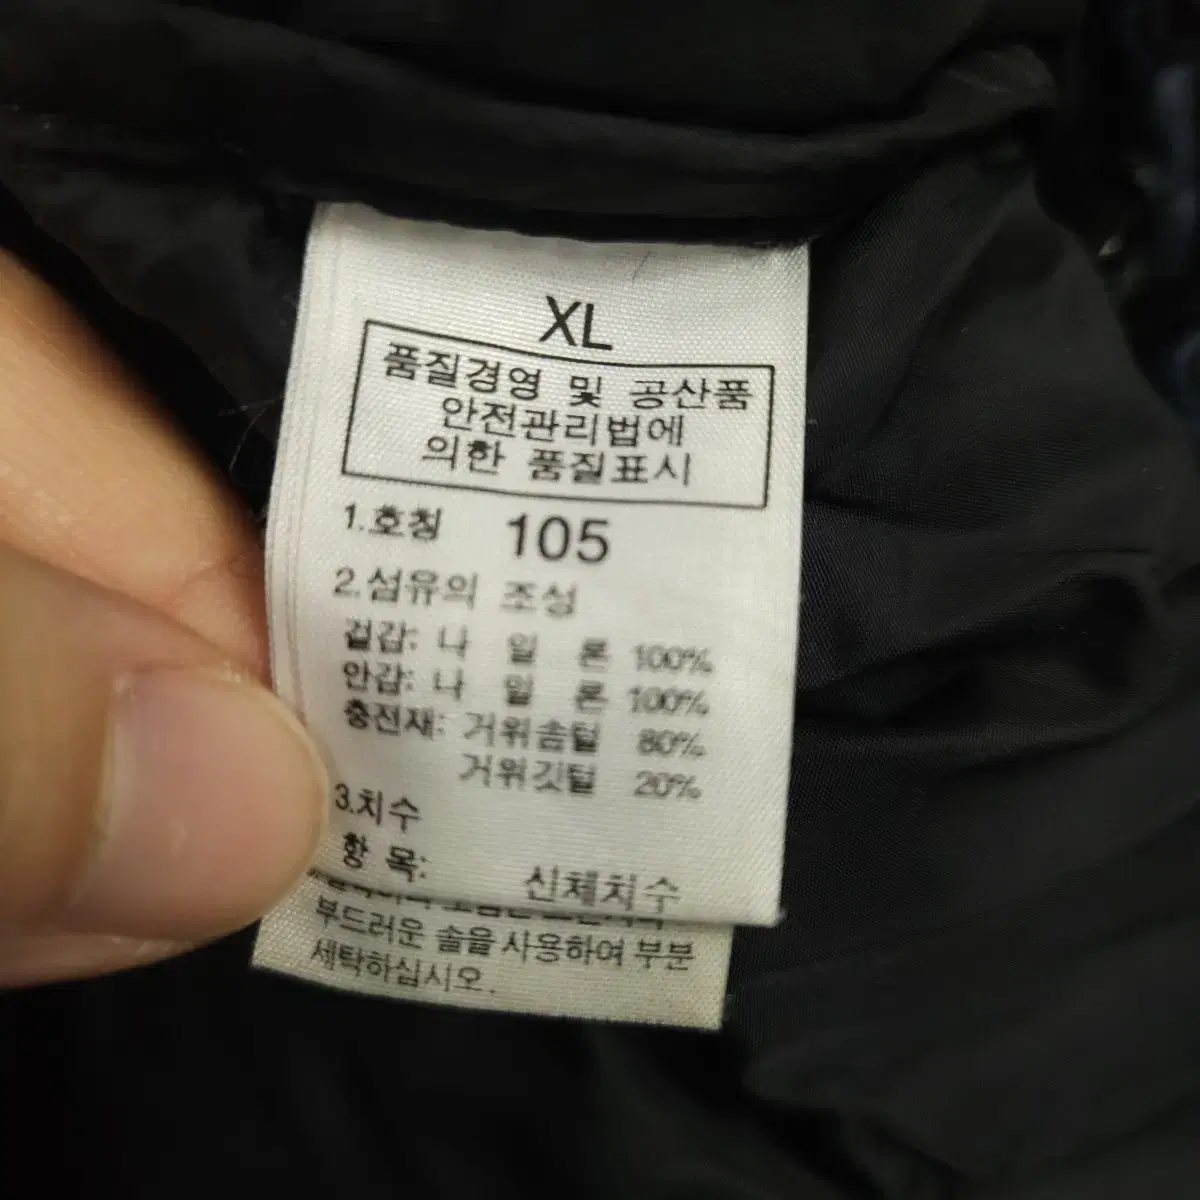 XL
품질경영 및 공산품
안전관리법에
의한 품질표시
1.호칭 105
2.섬유의 조성
겉감: 나 일 론 100%
안감: 나 일 론 100%
충전재: 거위솜털 80%
거위깃털 20%
3.치수
항 목: 신체치수
부드러운 솔을 사용하여 부분
세탁하십시오.